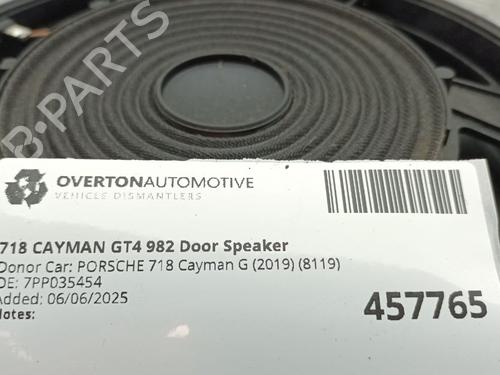 B-PARTS
OVERTONAUTOMOTIVE
VEHICLE DISMANTLERS
718 CAYMAN GT4 982 Door Speaker
Donor Car: PORSCHE 718 Cayman G (2019) (8119)
OE: 7PP035454
Added: 06/06/2025
Notes:
457765